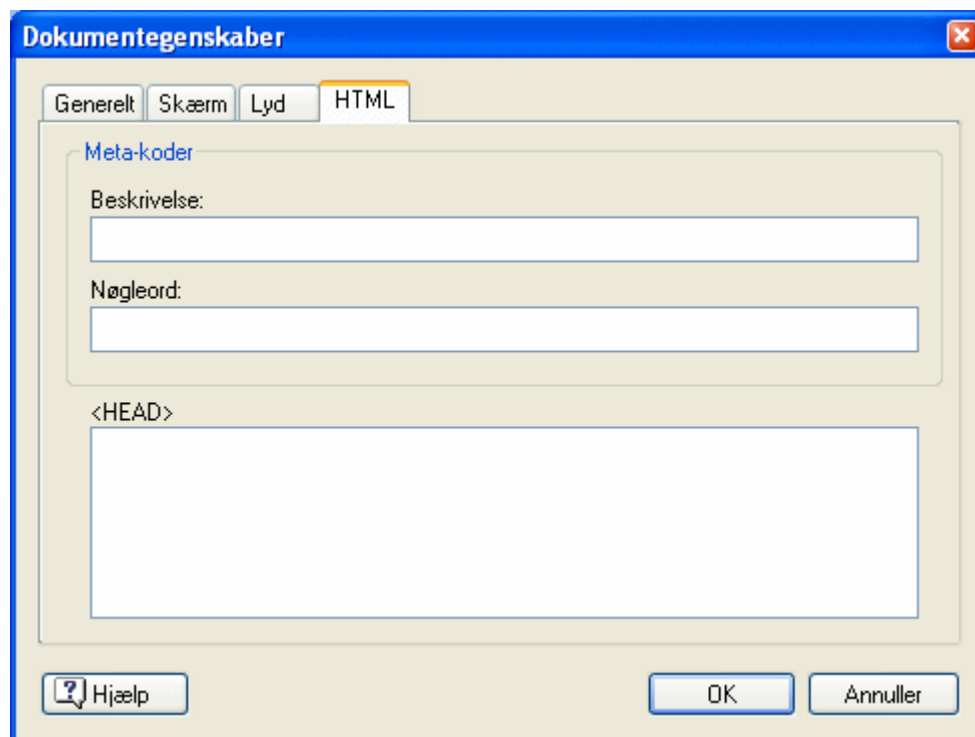 Dokumentegenskaber
Generelt Skærm Lyd HTML
Meta-koder
Beskrivelse:
Nøgleord:
<HEAD>
Hjælp OK Annuller